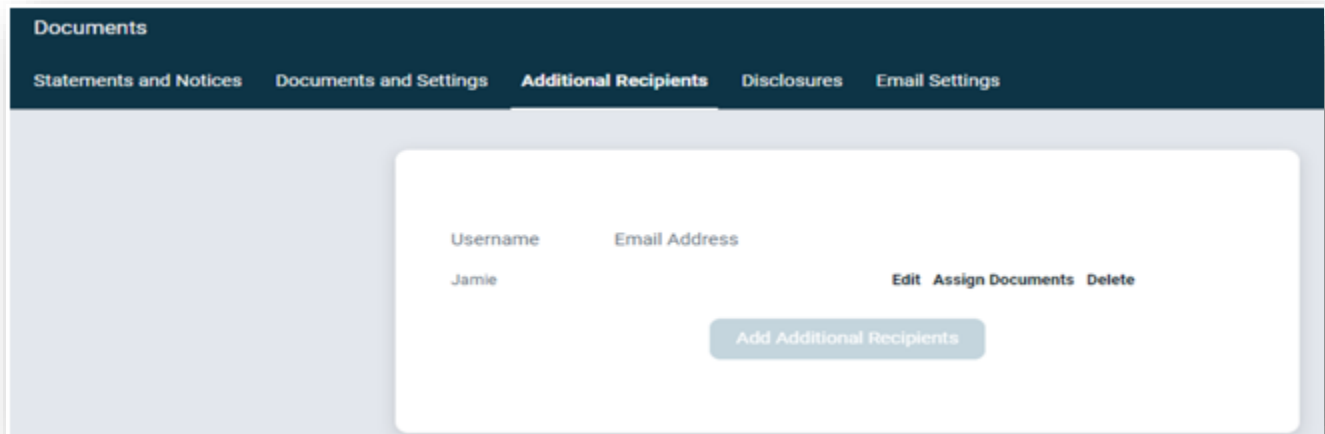 Documents
Statements and Notices Documents and Settings Additional Recipients Disclosures Email Settings
Username Email Address
Jamie Edit Assign Documents Delete
Add Additional Recipients